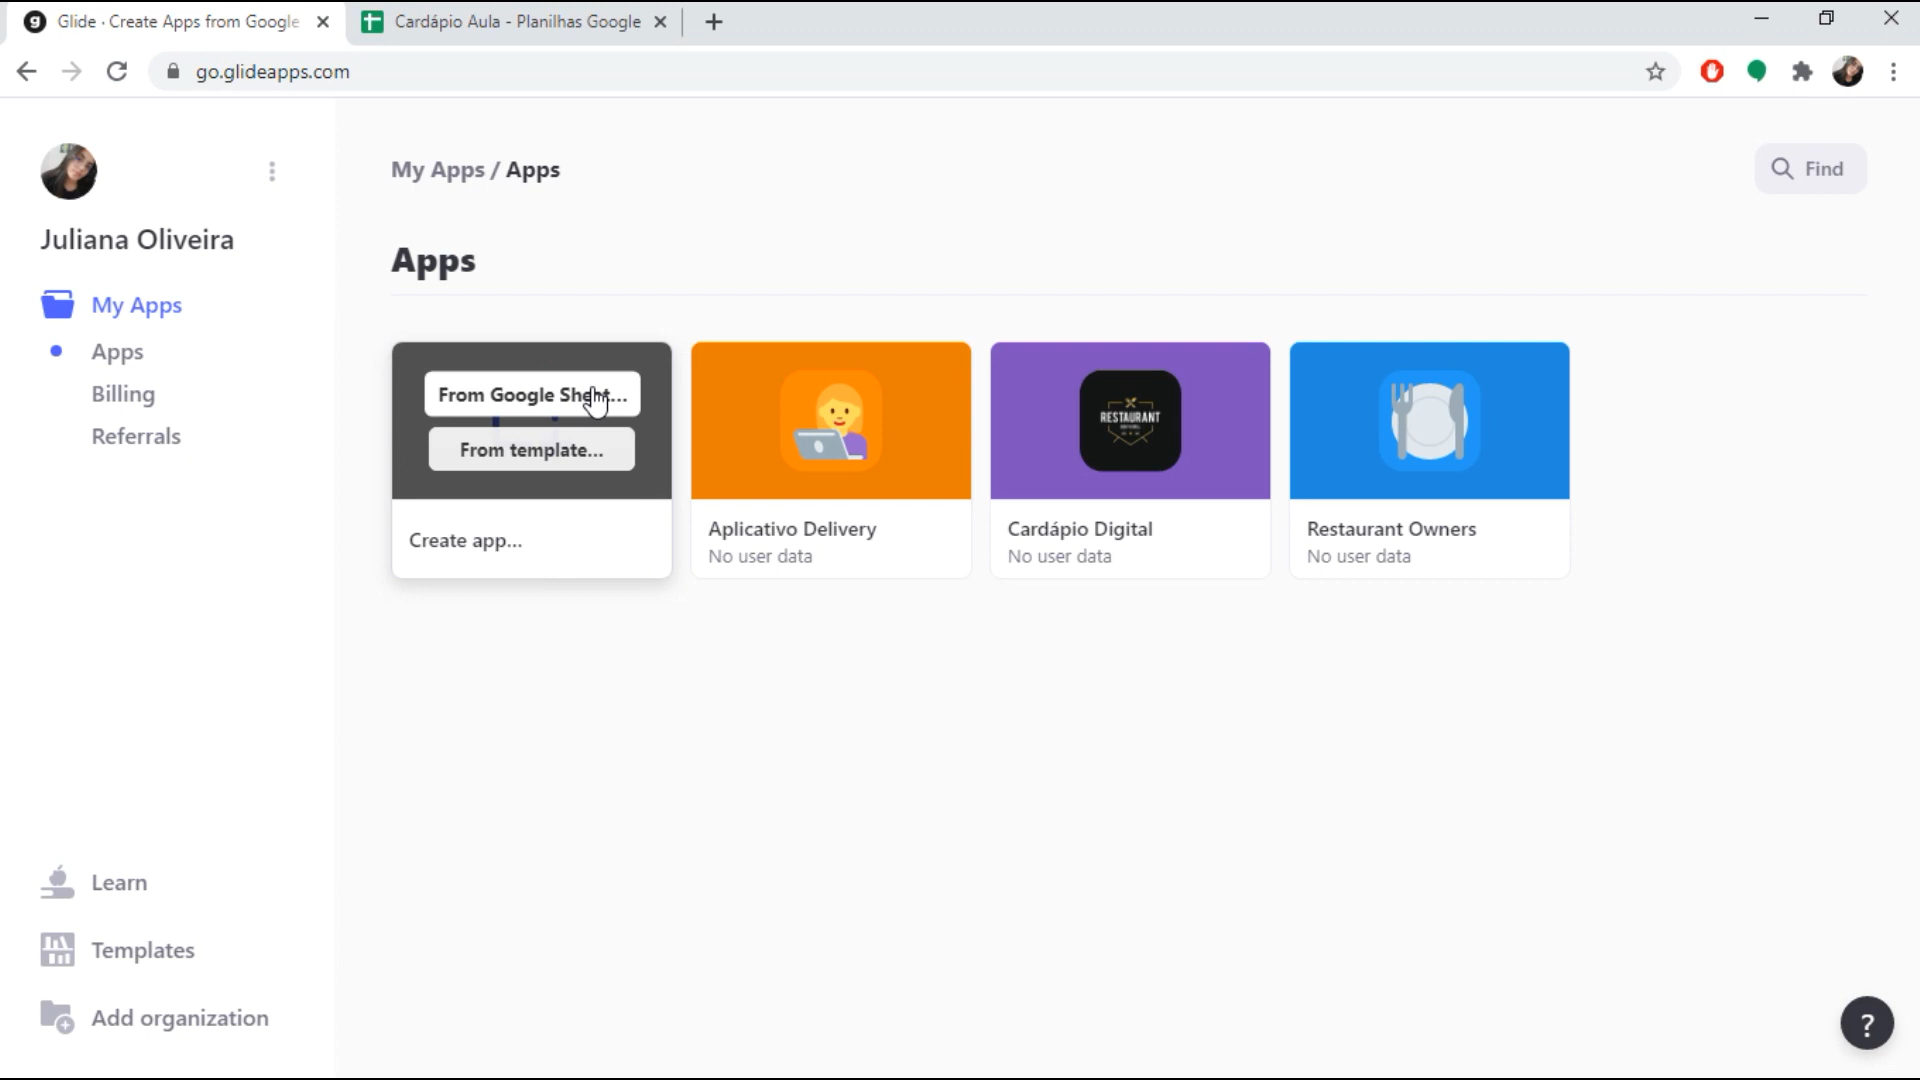 Glide · Create Apps from Google
Cardápio Aula - Planilhas Google
go.glideapps.com
Juliana Oliveira
My Apps
Apps
Billing
Referrals
Learn
Templates
Add organization
My Apps / Apps
Find
Apps
From Google Sheet...
From template...
Create app...
Aplicativo Delivery
No user data
RESTAURANT
Cardápio Digital
No user data
Restaurant Owners
No user data
?